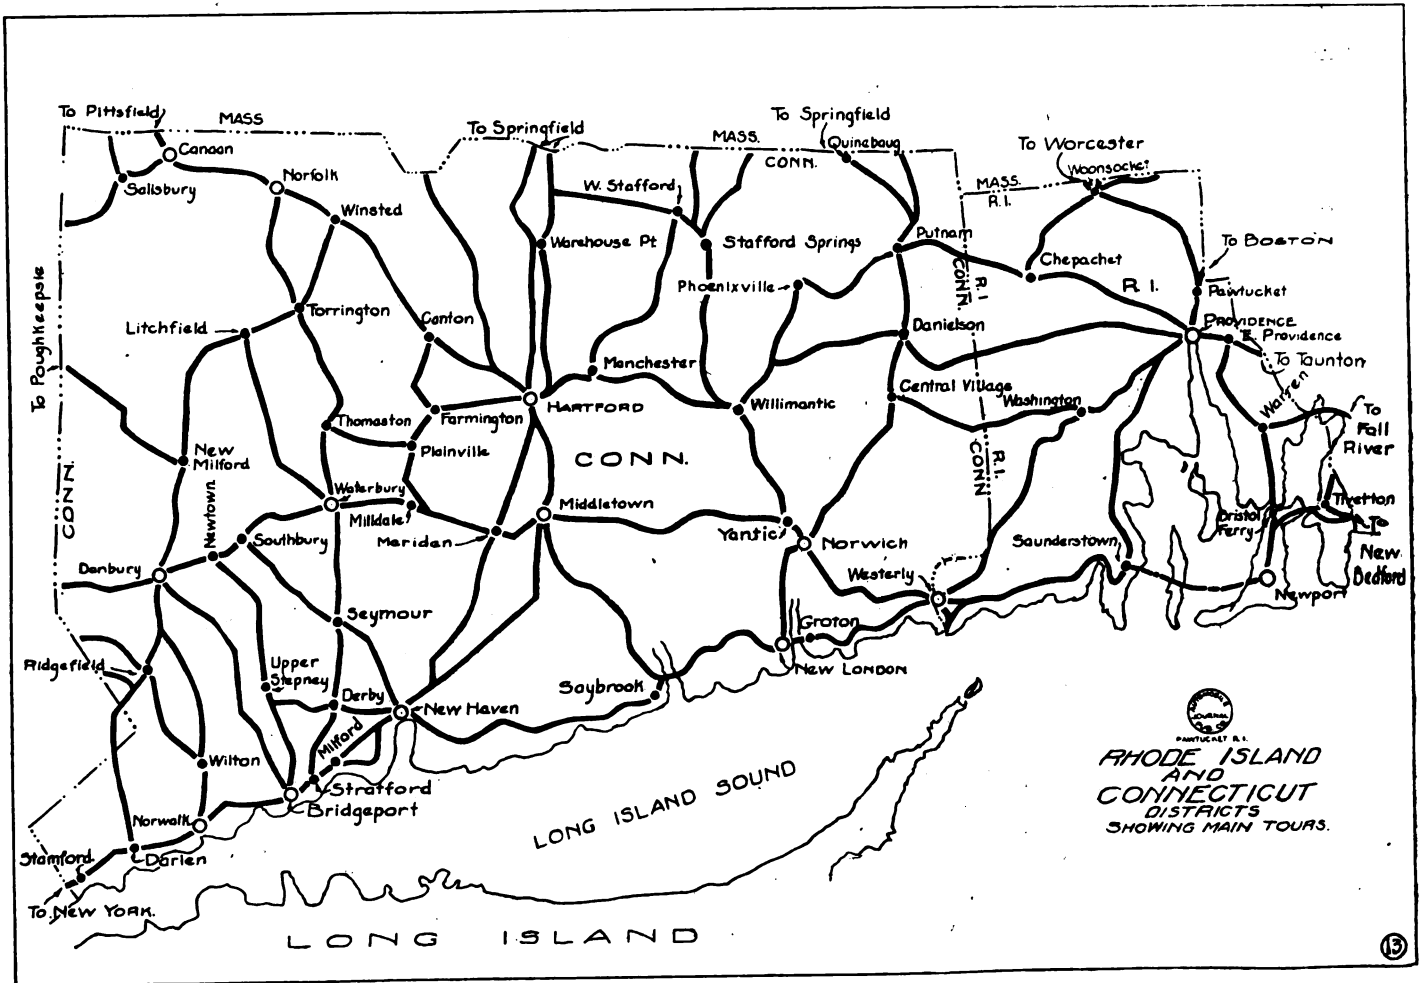 To Pittsfield
MASS
To Springfield
MASS.
CONN.
To Springfield
Quinebaug
To Worcester
Woonsocket
MASS.
R.I.
Canaan
Salisbury
Norfolk
Winsted
W. Stafford
Warehouse Pt
Stafford Springs
Putnam
Chepachet
To BOSTON
R.I.
CONN
R.I.
Phoenixville
Pawtucket
To Poughkeepsie
Litchfield
Torrington
Canton
Danielson
PROVIDENCE
E. Providence
To Taunton
Manchester
HARTFORD
Farmington
Thomaston
Plainville
Willimantic
Central Village
Washington
Warren
To
Fall
River
New
Milford
CONN.
CONN.
R.I.
CONN
Newtown
Waterbury
Milldale
Middletown
Meriden
Southbury
Danbury
Yantic
Norwich
Saunderstown
Bristol
Ferry
Tiverton
To
New
Bedford
Newport
Westerly
Seymour
Groton
NEW LONDON
Ridgefield
Upper
Stepney
Derby
New Haven
Saybrook
Milford
Wilton
Stratford
Bridgeport
Norwalk
Darien
Stamford
To NEW YORK.
LONG ISLAND SOUND
LONG ISLAND
AUTOMOBILE
JOURNAL
PUB. CO.
PAWTUCKET R.I.
RHODE ISLAND
AND
CONNECTICUT
DISTRICTS
SHOWING MAIN TOURS.
13